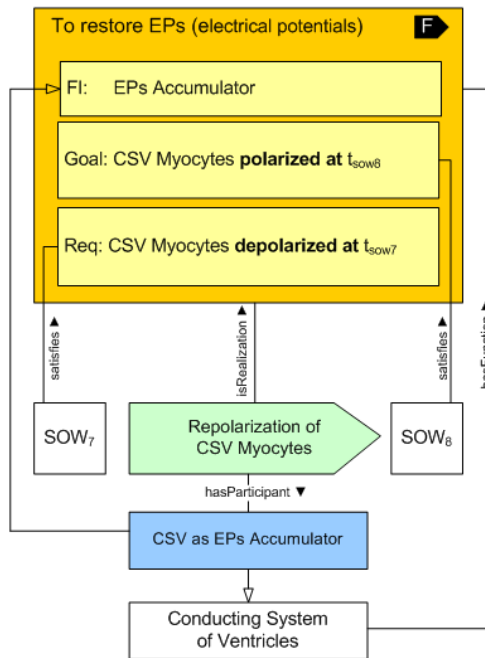 To restore EPs (electrical potentials) F
FI: EPs Accumulator
Goal: CSV Myocytes polarized at tsow8
Req: CSV Myocytes depolarized at tsow7
satisfies ▲
isRealization ▲
satisfies ▲
hasFunction ▲
SOW7
Repolarization of
CSV Myocytes
SOW8
hasParticipant ▼
CSV as EPs Accumulator
Conducting System
of Ventricles